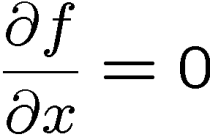 ∂f/∂x = 0